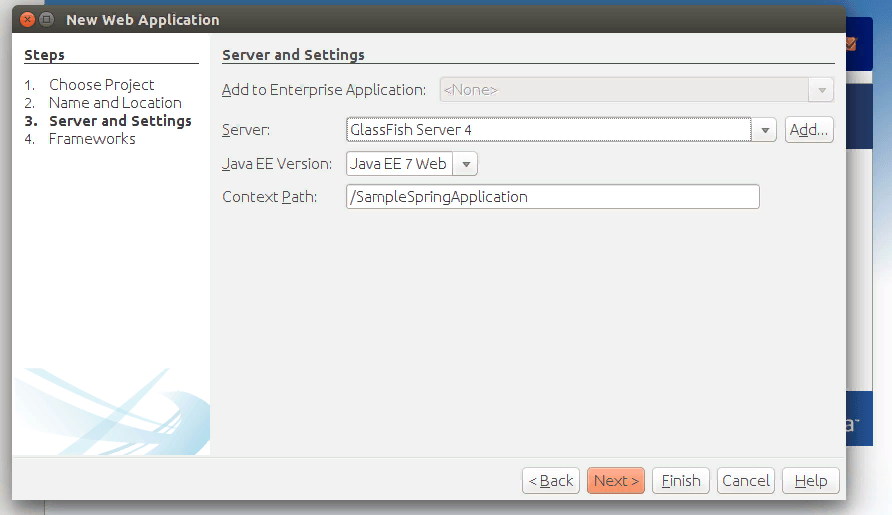 New Web Application
Steps
1. Choose Project
2. Name and Location
3. Server and Settings
4. Frameworks
Server and Settings
Add to Enterprise Application: <None>
Server: GlassFish Server 4 Add...
Java EE Version: Java EE 7 Web
Context Path: /SampleSpringApplication
< Back Next > Finish Cancel Help